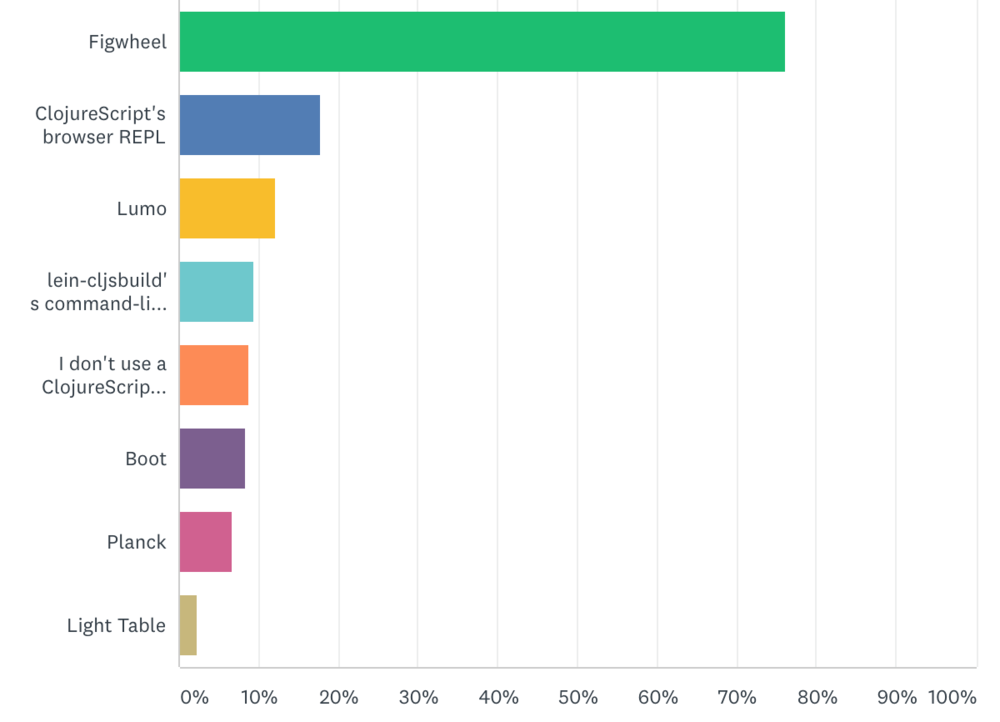 Figwheel
ClojureScript's
browser REPL
Lumo
lein-cljsbuild'
s command-li...
I don't use a
ClojureScrip...
Boot
Planck
Light Table
0% 10% 20% 30% 40% 50% 60% 70% 80% 90% 100%